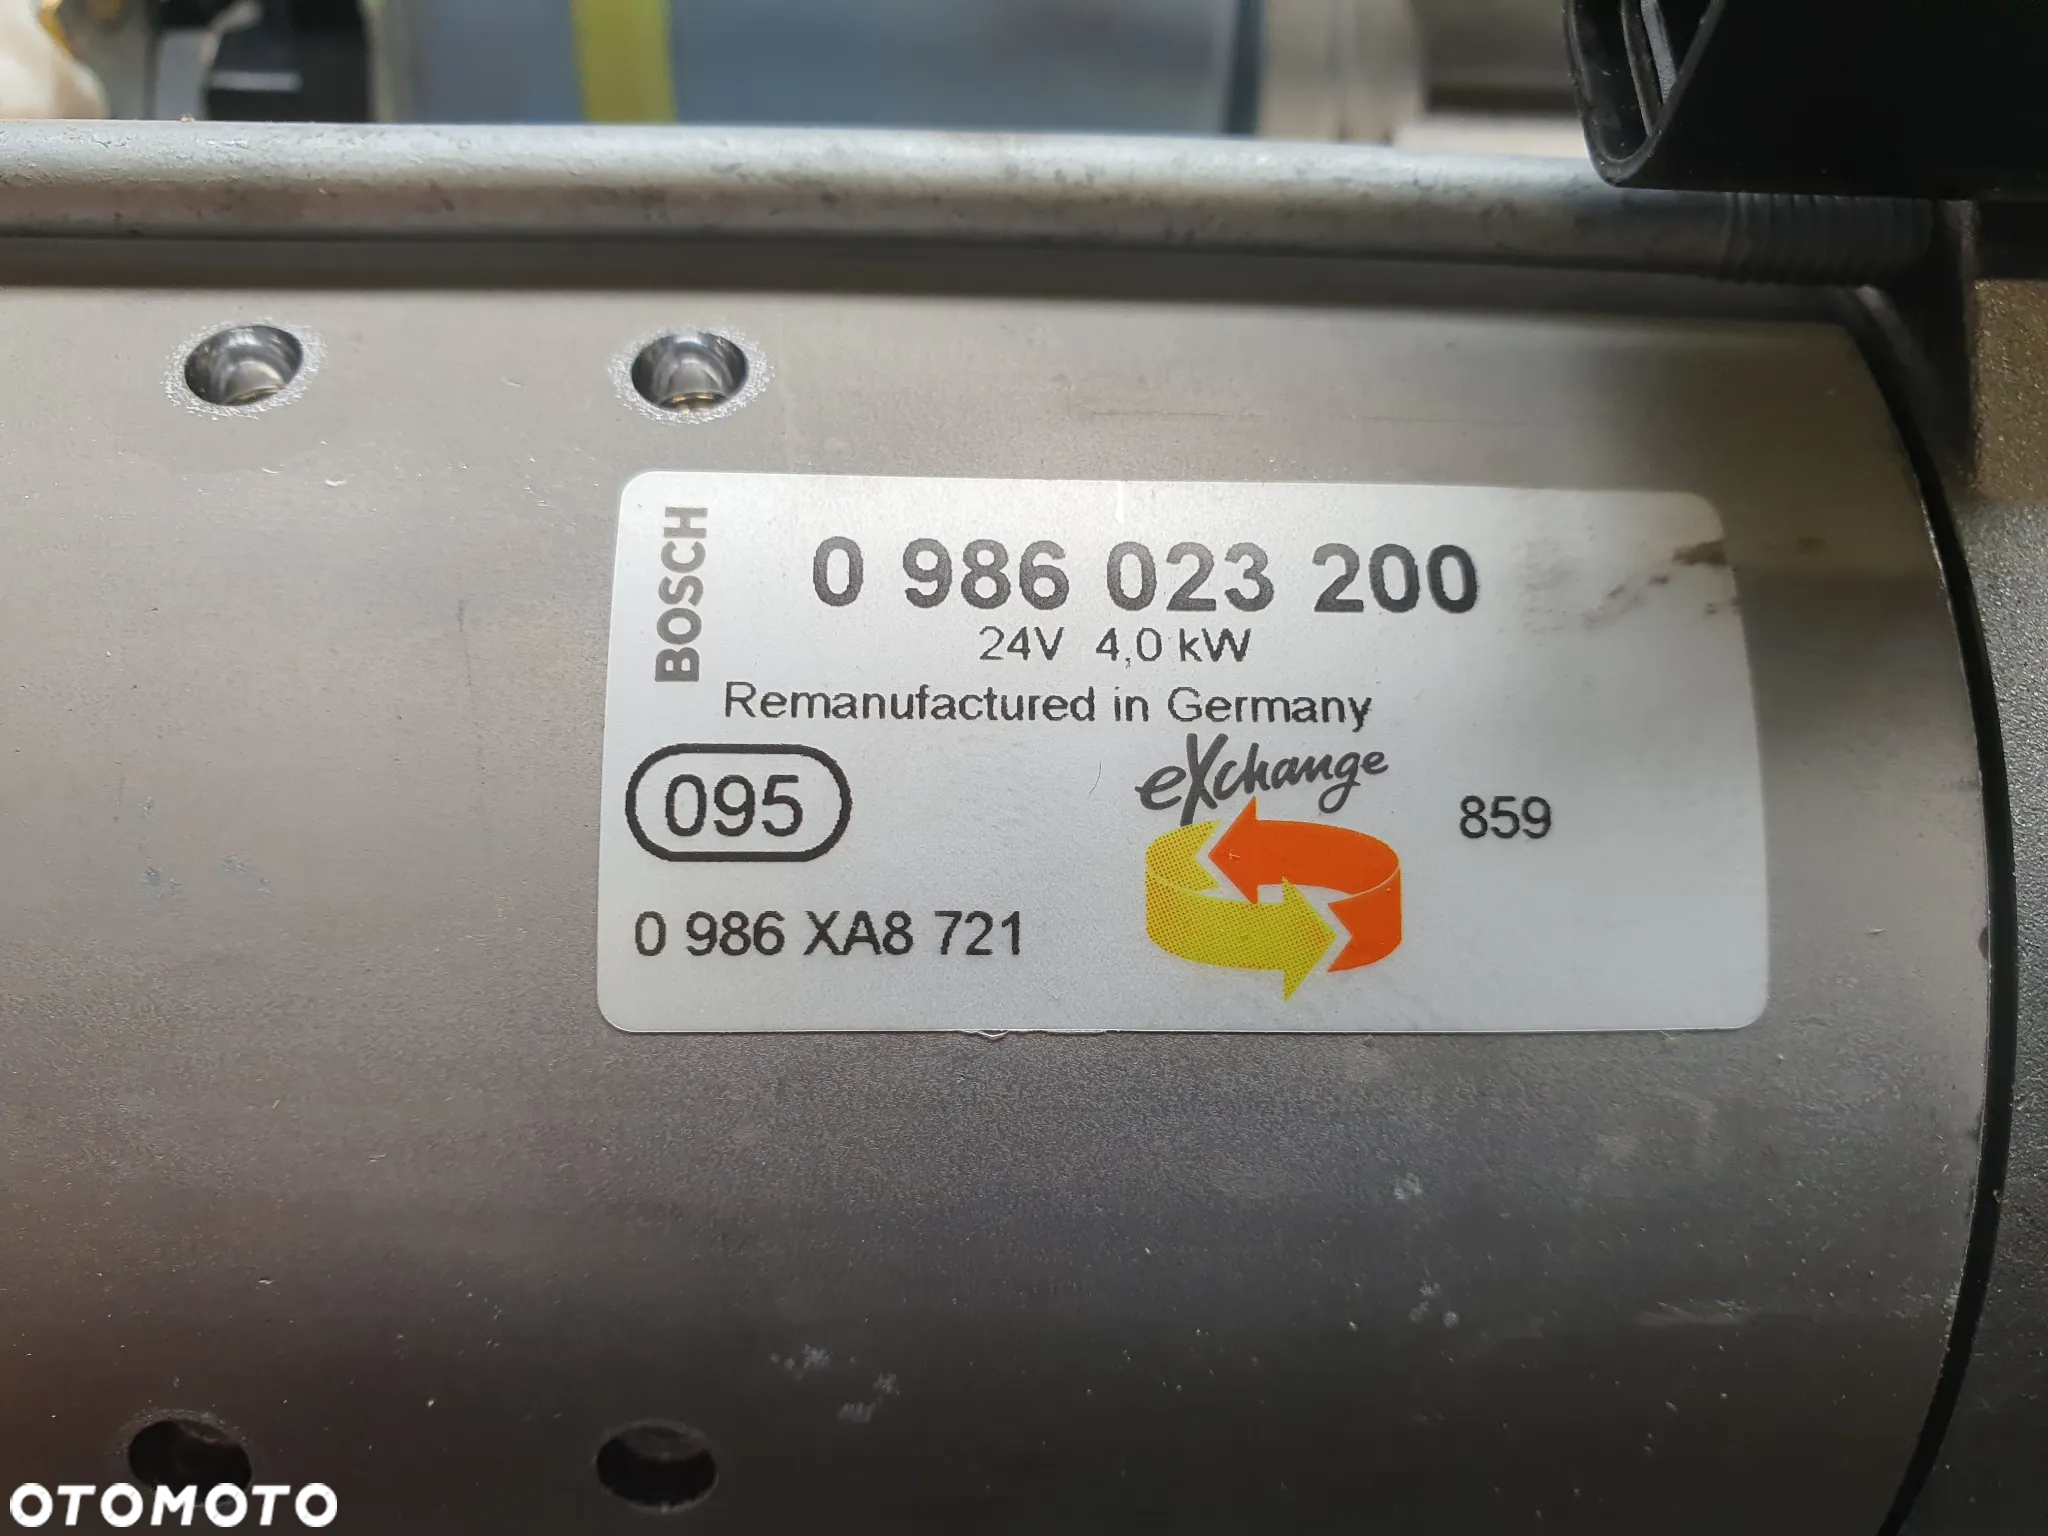 BOSCH
0 986 023 200
24V 4,0 kW
Remanufactured in Germany
eXchange
095
859
0 986 XA8 721
OTOMOTO